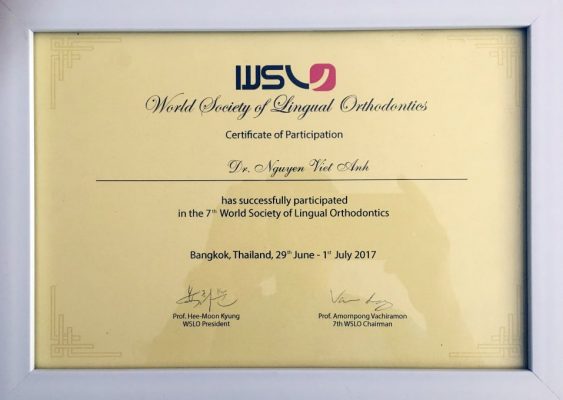 WSLO
World Society of Lingual Orthodontics
Certificate of Participation
Dr. Nguyen Viet Anh
has successfully participated
in the 7th World Society of Lingual Orthodontics
Bangkok, Thailand, 29th June - 1st July 2017
Prof. Hee-Moon Kyung
WSLO President
Prof. Amornpong Vachiramon
7th WSLO Chairman